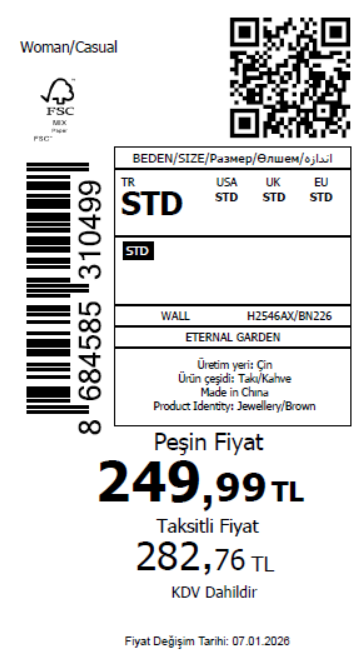 Woman/Casual
FSC
MIX
Paper
FSC™
BEDEN/SIZE/Размер/Өлшем/اندازه
TR USA UK EU
STD STD STD STD
STD
8 684585 310499
WALL H2546AX/BN226
ETERNAL GARDEN
Üretim yeri: Çin
Ürün çeşidi: Takı/Kahve
Made in China
Product Identity: Jewellery/Brown
Peşin Fiyat
249,99 TL
Taksitli Fiyat
282,76 TL
KDV Dahildir
Fiyat Değişim Tarihi: 07.01.2026